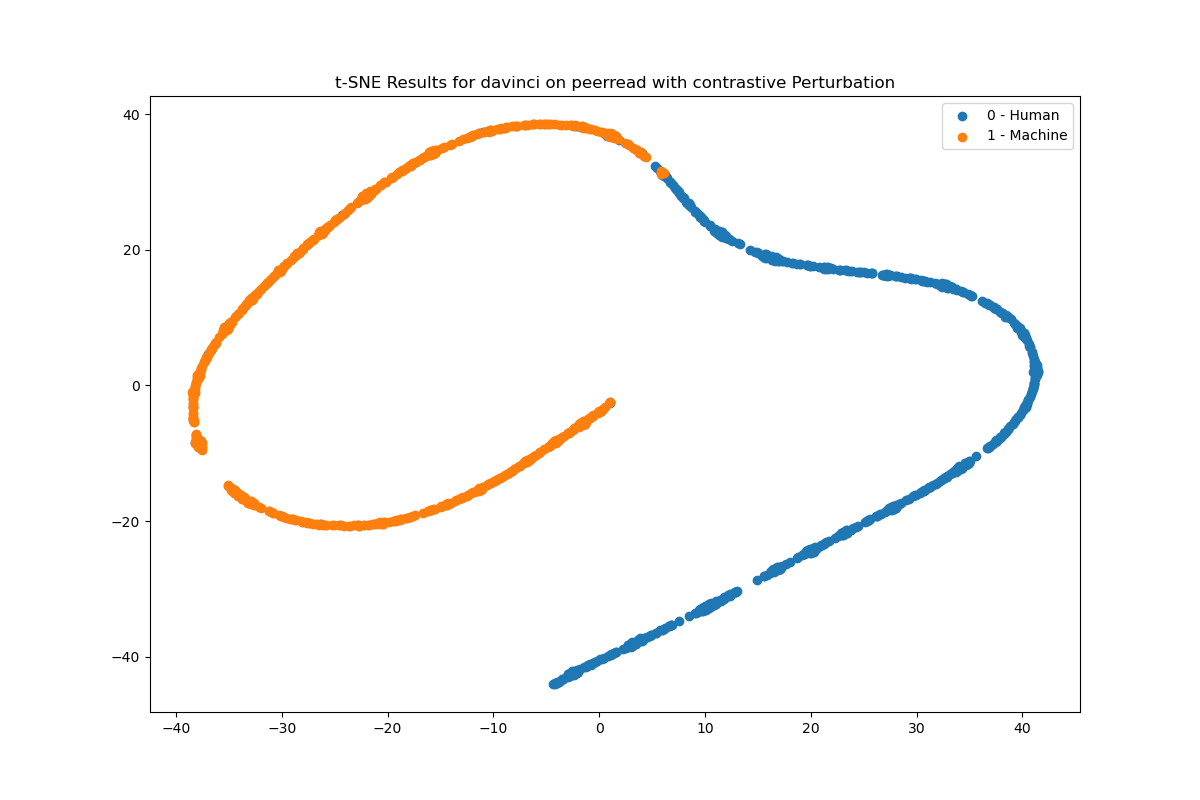 t-SNE Results for davinci on peerread with contrastive Perturbation
0 - Human
1 - Machine
40
20
0
−20
−40
−40 −30 −20 −10 0 10 20 30 40